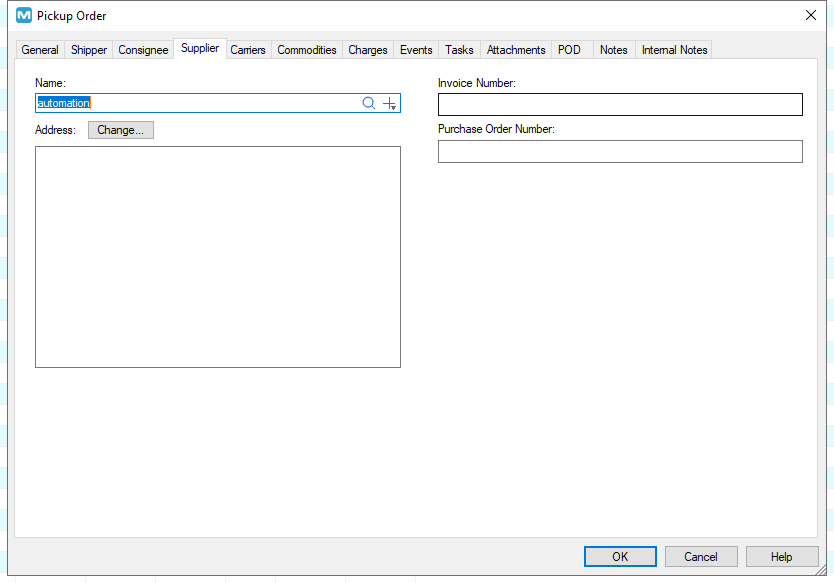 M Pickup Order
General Shipper Consignee Supplier Carriers Commodities Charges Events Tasks Attachments POD Notes Internal Notes
Name:
automation
Address: Change...
Invoice Number:
Purchase Order Number:
OK Cancel Help